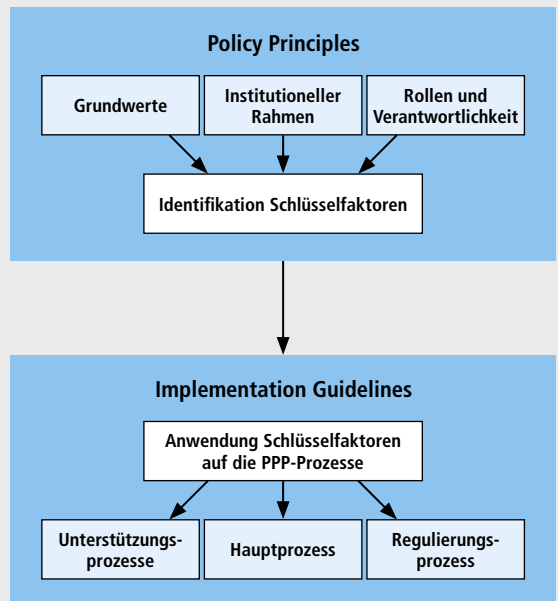 Policy Principles
Grundwerte
Institutioneller
Rahmen
Rollen und
Verantwortlichkeit
Identifikation Schlüsselfaktoren
Implementation Guidelines
Anwendung Schlüsselfaktoren
auf die PPP-Prozesse
Unterstützungs-
prozesse
Hauptprozess
Regulierungs-
prozess